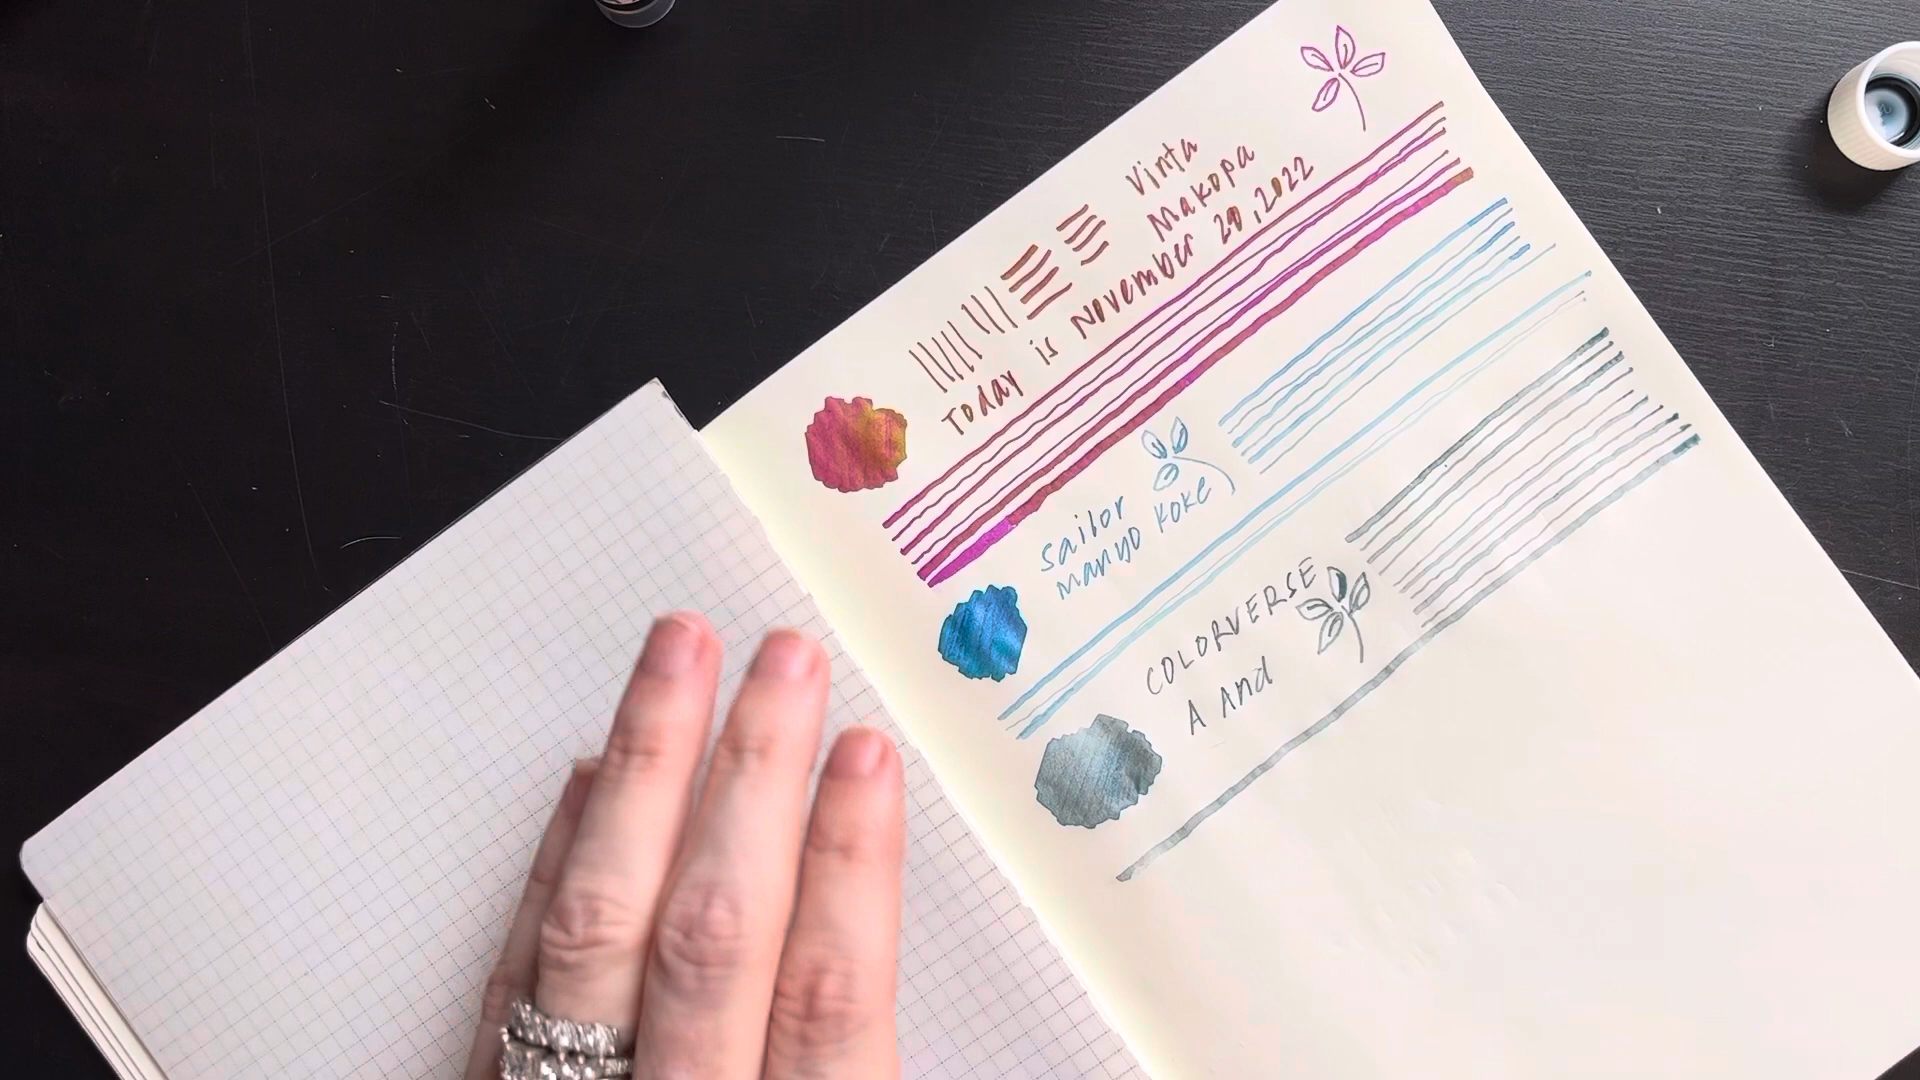 Vinta
Makopa
Today is November 20, 2022
Sailor
Manyo Koke
COLORVERSE
A And